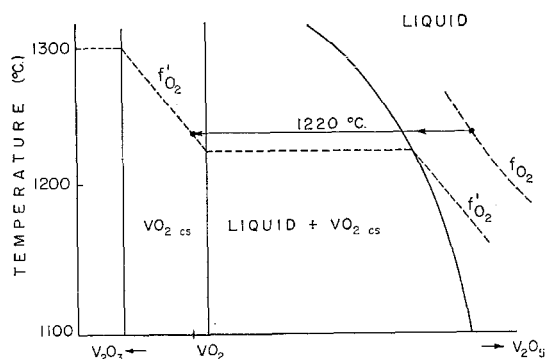 LIQUID
TEMPERATURE (°C.)
1300
1200
1100
f'O2
1220 °C.
fO2
f'O2
VO2 cs
LIQUID + VO2 cs
V2O3 ←
VO2
→ V2O5